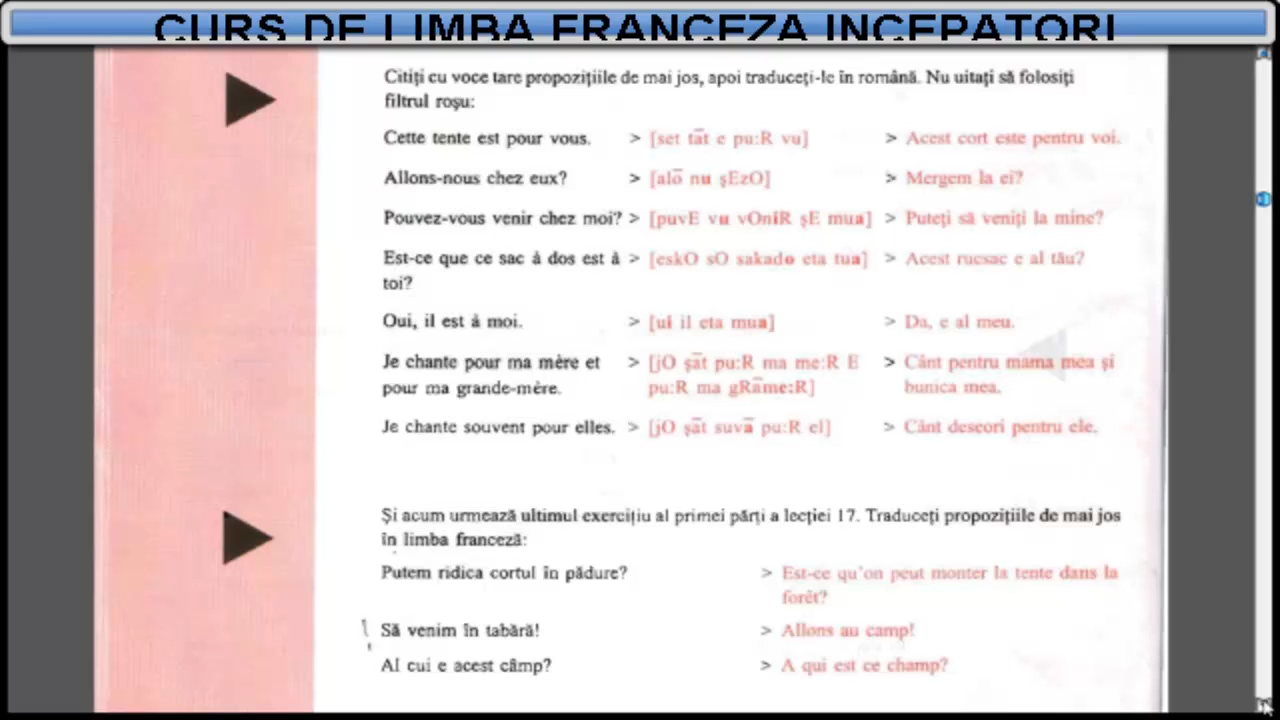 CURS DE LIMBA FRANCEZA INCEPATORI
Citiți cu voce tare propozițiile de mai jos, apoi traduceți-le în română. Nu uitați să folosiți
filtrul roșu:
Cette tente est pour vous. > [set tãt e pu:R vu] > Acest cort este pentru voi.
Allons-nous chez eux? > [alõ nu șEzO] > Mergem la ei?
Pouvez-vous venir chez moi? > [puvE vu vOniR șE mua] > Puteți să veniți la mine?
Est-ce que ce sac à dos est à > [eskO sO sakado eta tua] > Acest rucsac e al tău?
toi?
Oui, il est à moi. > [ui il eta mua] > Da, e al meu.
Je chante pour ma mère et > [jO șãt pu:R ma me:R E > Cânt pentru mama mea și
pour ma grande-mère. pu:R ma gRãme:R] bunica mea.
Je chante souvent pour elles. > [jO șãt suvã pu:R el] > Cânt deseori pentru ele.
Și acum urmează ultimul exercițiu al primei părți a lecției 17. Traduceți propozițiile de mai jos
în limba franceză:
Putem ridica cortul în pădure? > Est-ce qu'on peut monter la tente dans la
forêt?
Să venim în tabără! > Allons au camp!
Al cui e acest câmp? > A qui est ce champ?